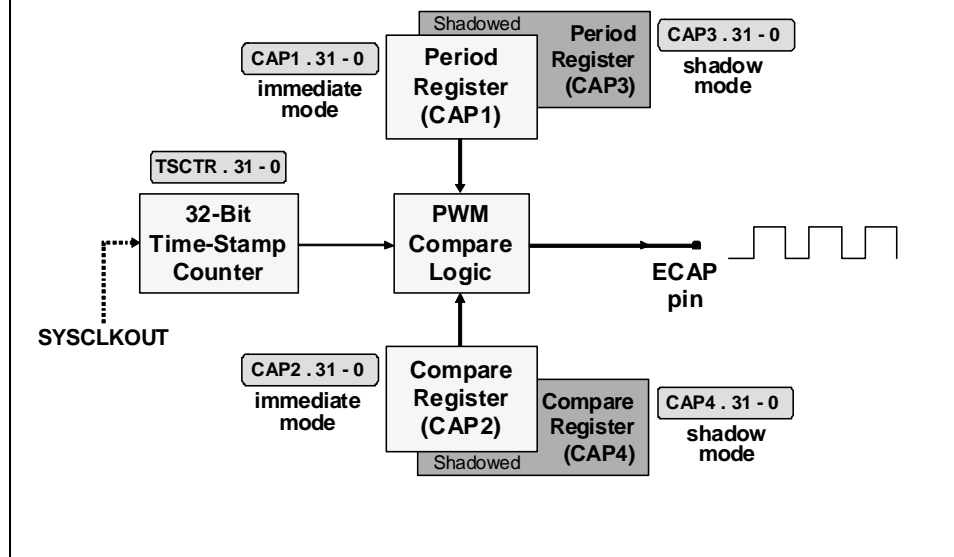 Shadowed
Period
Register
(CAP3)
CAP3 . 31 - 0
shadow
mode
CAP1 . 31 - 0
immediate
mode
Period
Register
(CAP1)
TSCTR . 31 - 0
32-Bit
Time-Stamp
Counter
PWM
Compare
Logic
ECAP
pin
SYSCLKOUT
CAP2 . 31 - 0
immediate
mode
Compare
Register
(CAP2)
Compare
Register
(CAP4)
Shadowed
CAP4 . 31 - 0
shadow
mode